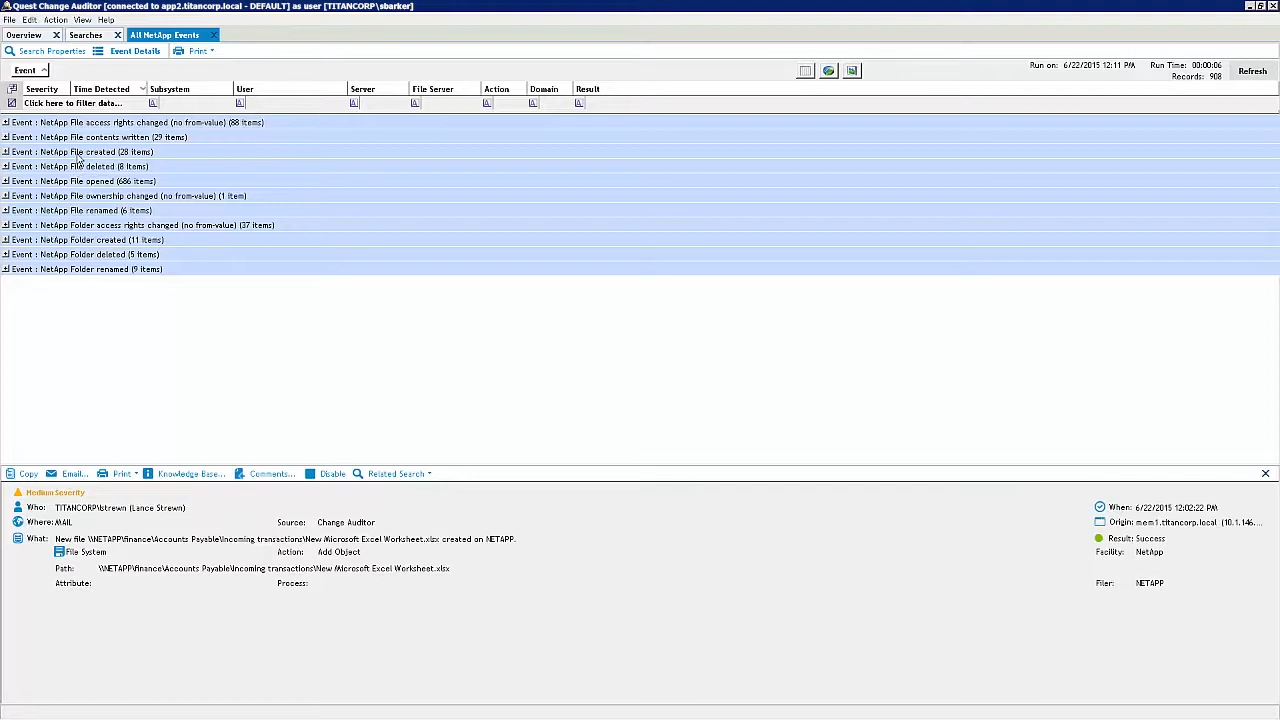 Quest Change Auditor [connected to app2.titancorp.local - DEFAULT] as user [TITANCORP\sbarker]
File Edit Action View Help
Overview Searches All NetApp Events
Search Properties Event Details Print
Event
Run on: 6/22/2015 12:11 PM Run Time: 00:00:06
Records: 908
Refresh
Severity Time Detected Subsystem User Server File Server Action Domain Result
Click here to filter data...
Event : NetApp File access rights changed (no from-value) (88 items)
Event : NetApp File contents written (29 items)
Event : NetApp File created (28 items)
Event : NetApp File deleted (8 items)
Event : NetApp File opened (686 items)
Event : NetApp File ownership changed (no from-value) (1 item)
Event : NetApp File renamed (6 items)
Event : NetApp Folder access rights changed (no from-value) (37 items)
Event : NetApp Folder created (11 items)
Event : NetApp Folder deleted (5 items)
Event : NetApp Folder renamed (9 items)
Copy Email... Print Knowledge Base... Comments... Disable Related Search
Medium Severity
Who: TITANCORP\lstrewn (Lance Strewn) When: 6/22/2015 12:02:22 PM
Where: MAIL Source: Change Auditor Origin: mem1.titancorp.local (10.1.146....
What: New file \\NETAPP\finance\Accounts Payable\Incoming transactions\New Microsoft Excel Worksheet.xlsx created on NETAPP. Result: Success
File System Action: Add Object Facility: NetApp
Path: \\NETAPP\finance\Accounts Payable\Incoming transactions\New Microsoft Excel Worksheet.xlsx
Attribute: Process: Filer: NETAPP